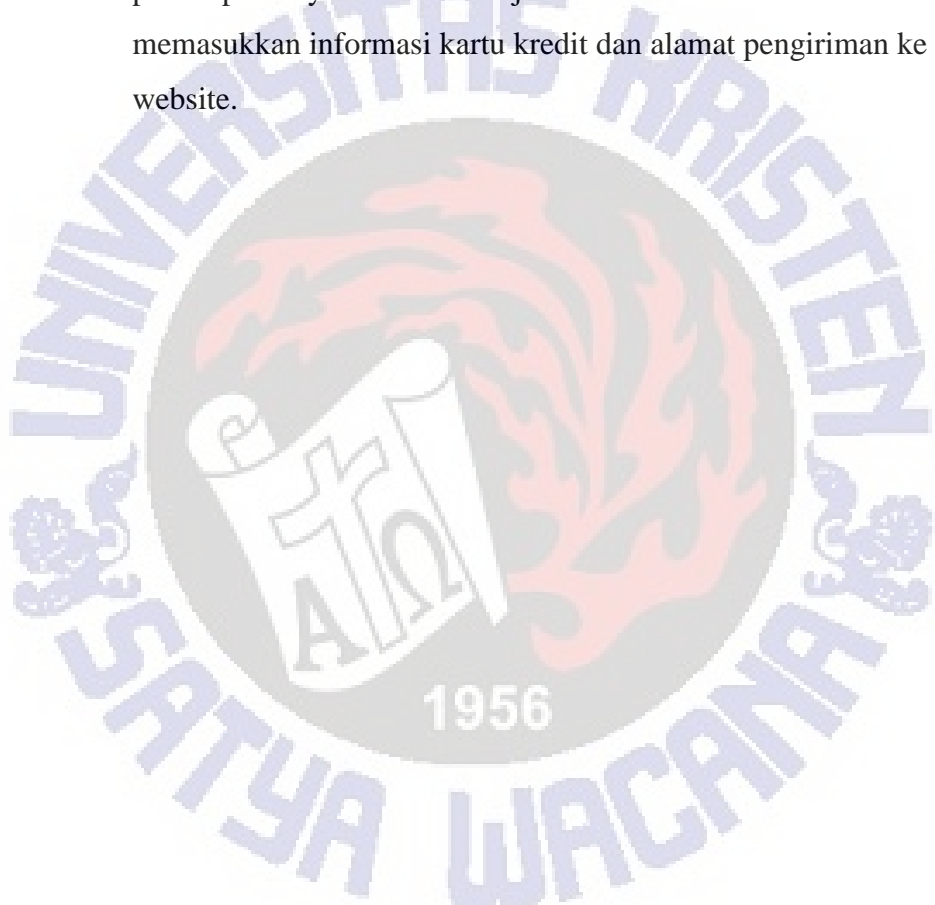 memasukkan informasi kartu kredit dan alamat pengiriman ke
website.
UNIVERSITAS KRISTEN
Α Ω
1956
SATYA WACANA